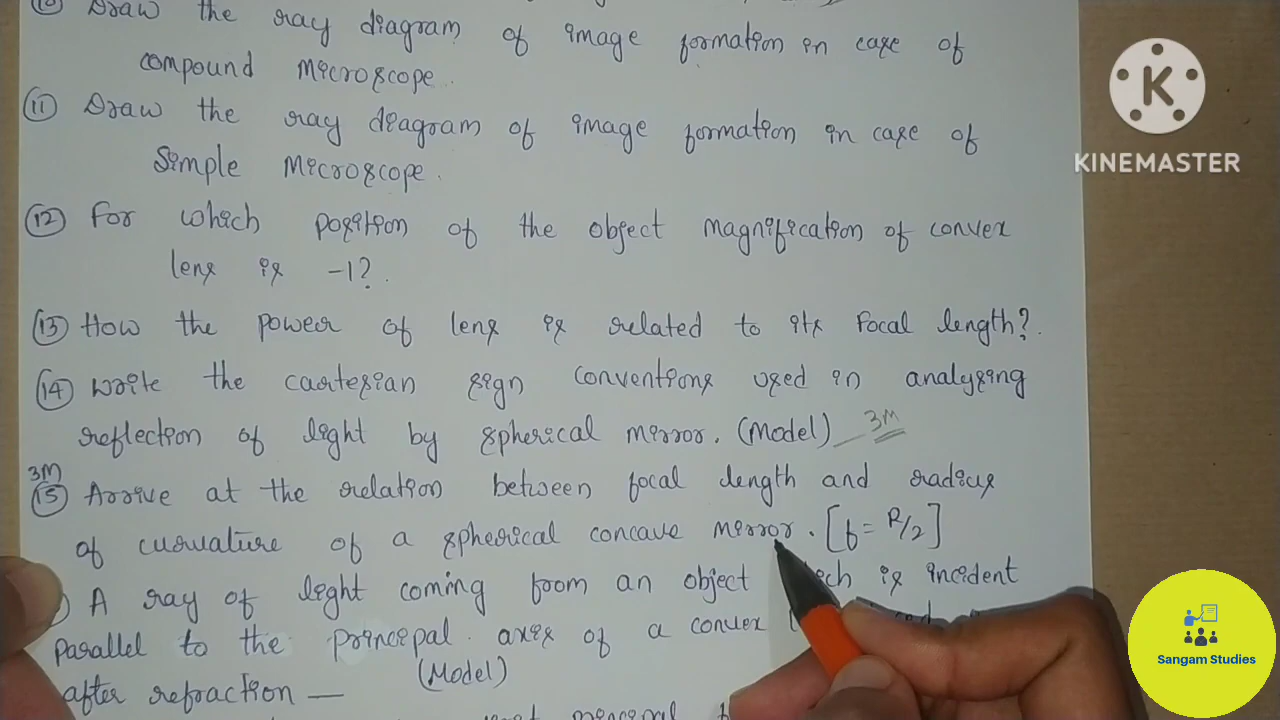 (10) Draw the ray diagram of image formation in case of
compound Microscope.
(11) Draw the ray diagram of image formation in case of
Simple Microscope.
(12) For which position of the object magnification of convex
lens is -1?
(13) How the power of lens is related to its Focal length?
(14) Write the cartesian sign conventions used in analysing
reflection of light by spherical mirror. (Model) 3M
3M
(15) Arrive at the relation between focal length and radius
of curvature of a spherical concave mirror. [f = R/2]
A ray of light coming from an object is incident
Parallel to the principal axis of a convex
after refraction — (Model)
K
KINEMASTER
Sangam Studies